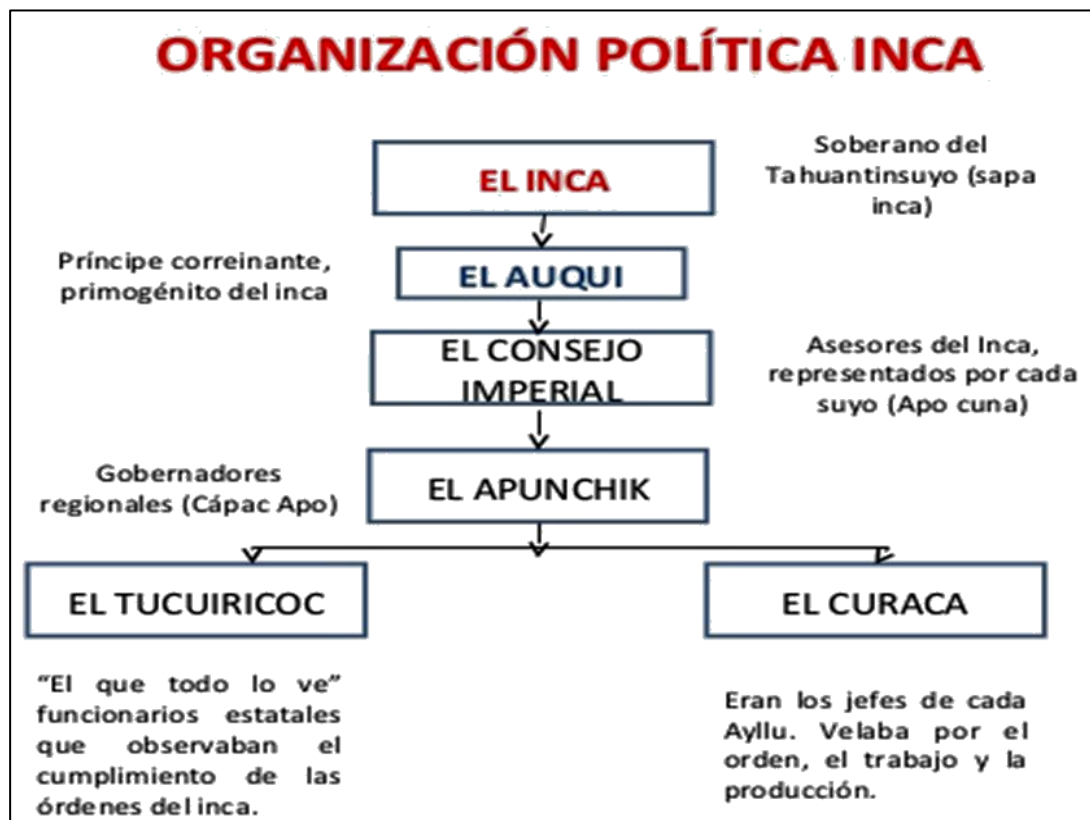 ORGANIZACIÓN POLÍTICA INCA
EL INCA
Soberano del
Tahuantinsuyo (sapa
inca)
EL AUQUI
Príncipe correinante,
primogénito del inca
EL CONSEJO
IMPERIAL
Asesores del Inca,
representados por cada
suyo (Apo cuna)
EL APUNCHIK
Gobernadores
regionales (Cápac Apo)
EL TUCUIRICOC
"El que todo lo ve"
funcionarios estatales
que observaban el
cumplimiento de las
órdenes del inca.
EL CURACA
Eran los jefes de cada
Ayllu. Velaba por el
orden, el trabajo y la
producción.